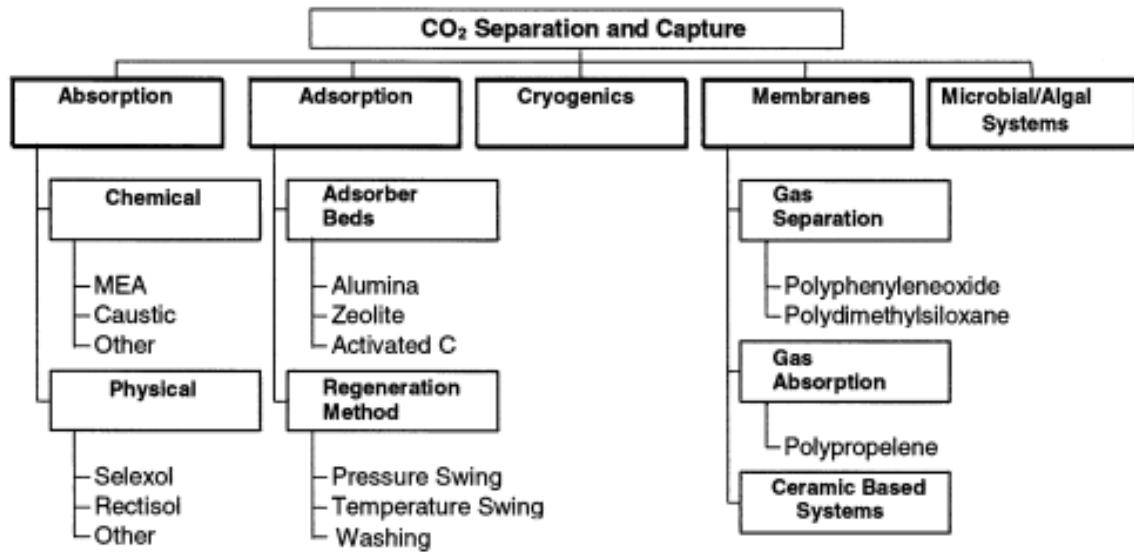 CO₂ Separation and Capture
Absorption
Adsorption
Cryogenics
Membranes
Microbial/Algal
Systems
Chemical
MEA
Caustic
Other
Physical
Selexol
Rectisol
Other
Adsorber
Beds
Alumina
Zeolite
Activated C
Regeneration
Method
Pressure Swing
Temperature Swing
Washing
Gas
Separation
Polyphenyleneoxide
Polydimethylsiloxane
Gas
Absorption
Polypropelene
Ceramic Based
Systems